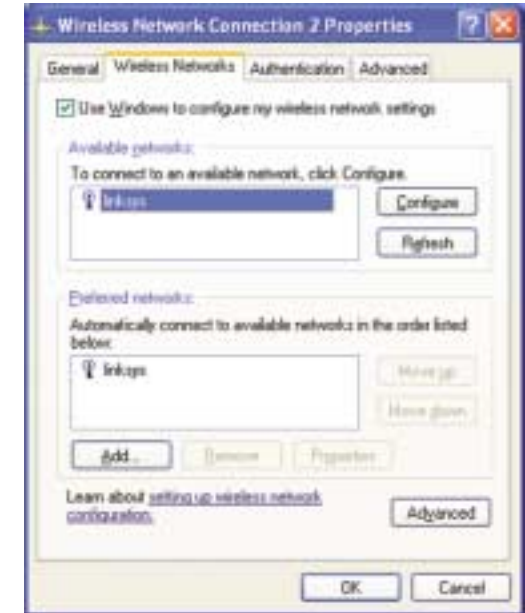 Wireless Network Connection 2 Properties
General Wireless Networks Authentication Advanced
Use Windows to configure my wireless network settings
Available networks:
To connect to an available network, click Configure.
linksys
Configure
Refresh
Preferred networks:
Automatically connect to available networks in the order listed
below:
linksys
Move up
Move down
Add... Remove Properties
Learn about setting up wireless network
configuration.
Advanced
OK Cancel